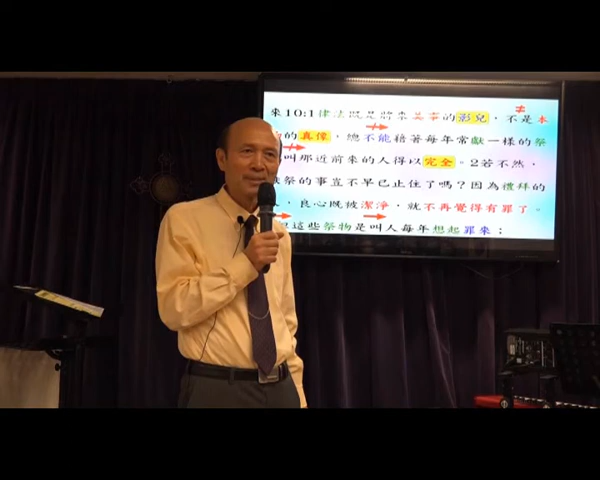 來10:1律法既是將來美事的影兒，不是本
的真像，總不能藉著每年常獻一樣的祭
叫那近前來的人得以完全。2若不然，
祭的事豈不早已止住了嗎？因為禮拜的
，良心既被潔淨，就不再覺得有罪了。
這些祭物是叫人每年想起罪來；